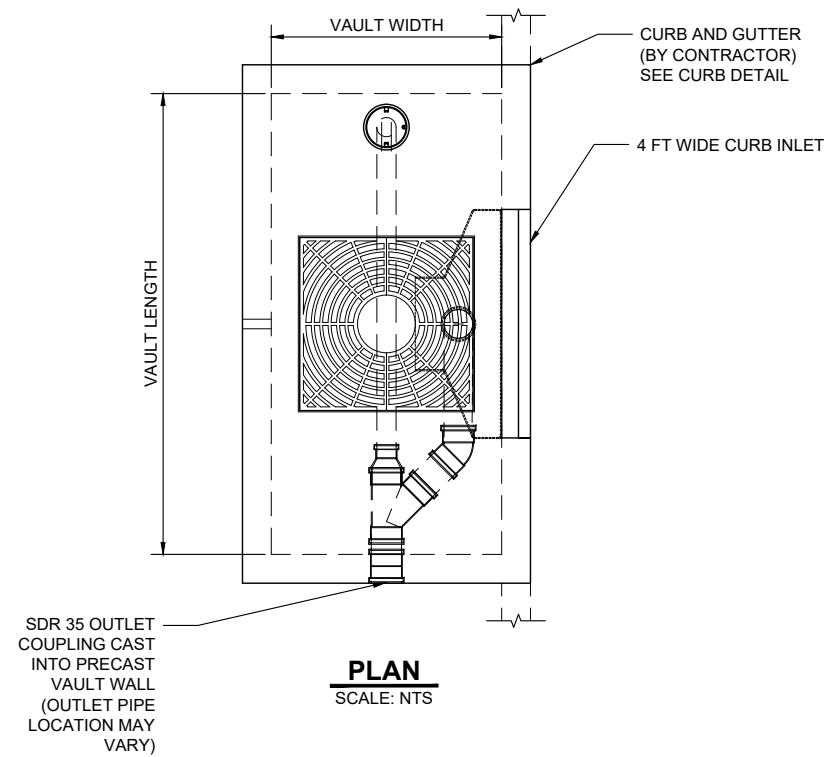 VAULT WIDTH
CURB AND GUTTER
(BY CONTRACTOR)
SEE CURB DETAIL
4 FT WIDE CURB INLET
VAULT LENGTH
SDR 35 OUTLET
COUPLING CAST
INTO PRECAST
VAULT WALL
(OUTLET PIPE
LOCATION MAY
VARY)
PLAN
SCALE: NTS